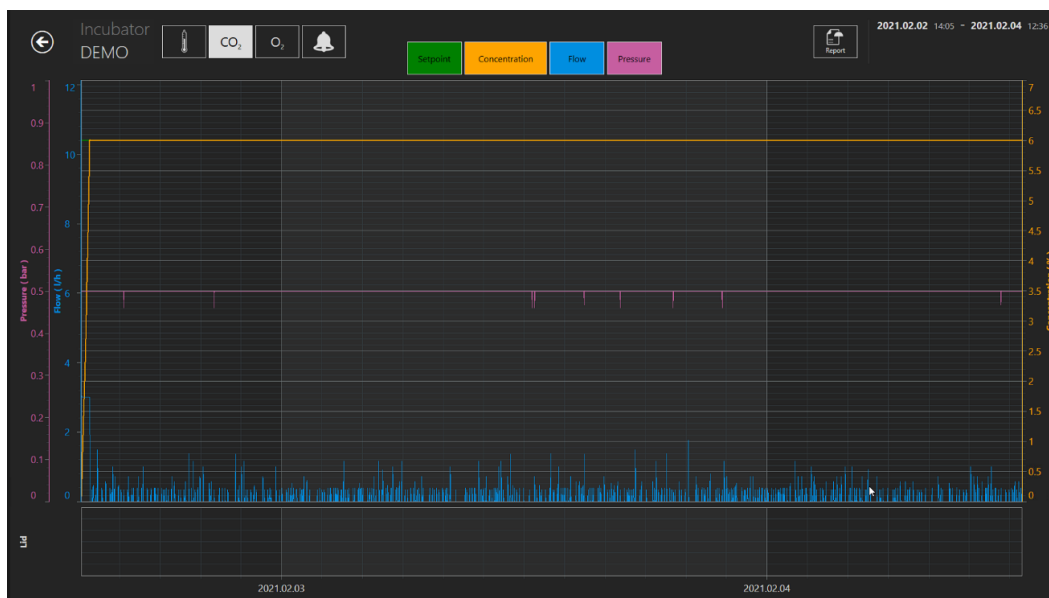 Incubator
DEMO
CO₂
O₂
Report
2021.02.02 14:05 - 2021.02.04 12:36
Setpoint
Concentration
Flow
Pressure
Pressure ( bar )
1
0.9
0.8
0.7
0.6
0.5
0.4
0.3
0.2
0.1
0
Flow ( l/h )
12
10
8
6
4
2
0
7
6.5
6
5.5
5
4.5
4
3.5
3
2.5
2
1.5
1
0.5
0
Lid
2021.02.03
2021.02.04